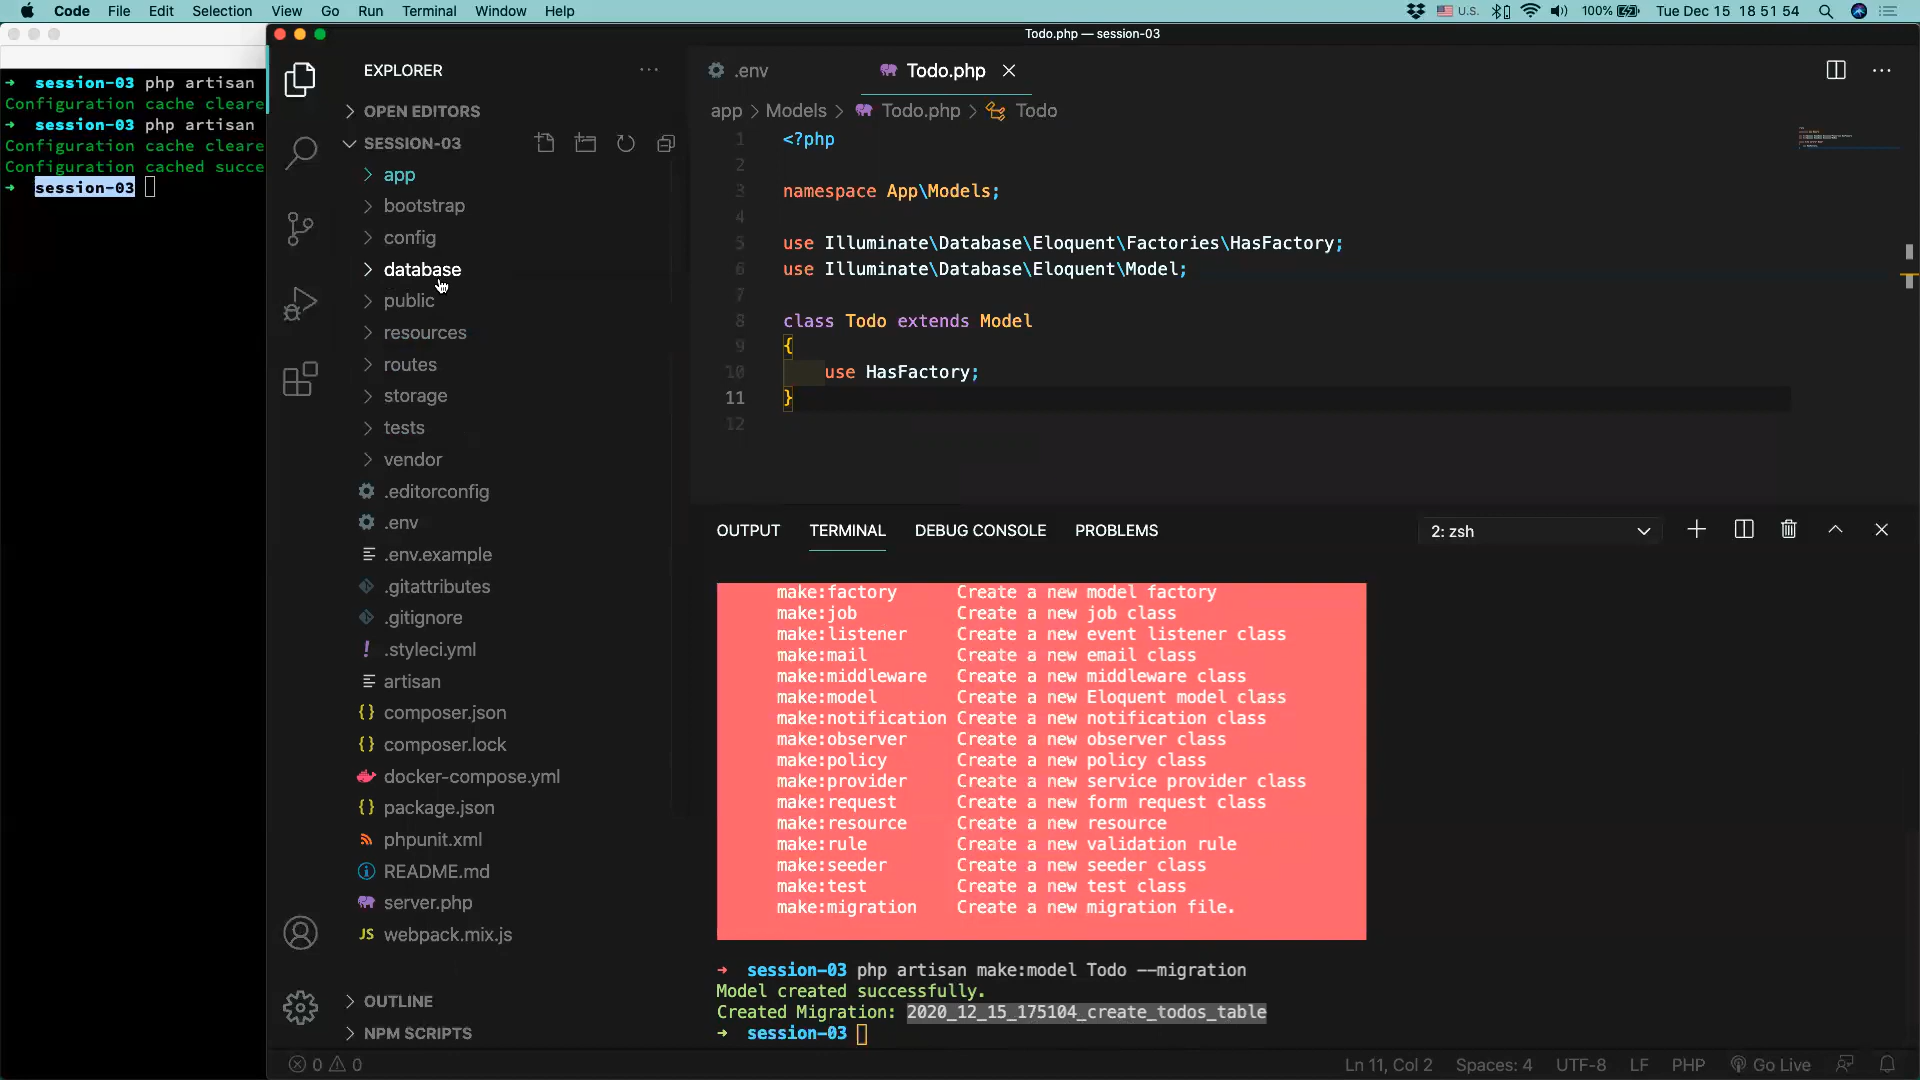 Code File Edit Selection View Go Run Terminal Window Help U.S. 100% Tue Dec 15 18 51 54
Todo.php — session-03
➜ session-03 php artisan
Configuration cache cleare
➜ session-03 php artisan
Configuration cache cleare
Configuration cached succe
➜ session-03
EXPLORER
OPEN EDITORS
SESSION-03
app
bootstrap
config
database
public
resources
routes
storage
tests
vendor
.editorconfig
.env
.env.example
.gitattributes
.gitignore
.styleci.yml
artisan
composer.json
composer.lock
docker-compose.yml
package.json
phpunit.xml
README.md
server.php
JS webpack.mix.js
OUTLINE
NPM SCRIPTS
.env Todo.php
app > Models > Todo.php > Todo
1 <?php
2
3 namespace App\Models;
4
5 use Illuminate\Database\Eloquent\Factories\HasFactory;
6 use Illuminate\Database\Eloquent\Model;
7
8 class Todo extends Model
9 {
10 use HasFactory;
11 }
12
OUTPUT TERMINAL DEBUG CONSOLE PROBLEMS 2: zsh
make:factory Create a new model factory
make:job Create a new job class
make:listener Create a new event listener class
make:mail Create a new email class
make:middleware Create a new middleware class
make:model Create a new Eloquent model class
make:notification Create a new notification class
make:observer Create a new observer class
make:policy Create a new policy class
make:provider Create a new service provider class
make:request Create a new form request class
make:resource Create a new resource
make:rule Create a new validation rule
make:seeder Create a new seeder class
make:test Create a new test class
make:migration Create a new migration file.
➜ session-03 php artisan make:model Todo --migration
Model created successfully.
Created Migration: 2020_12_15_175104_create_todos_table
➜ session-03
0 0 Ln 11, Col 2 Spaces: 4 UTF-8 LF PHP Go Live